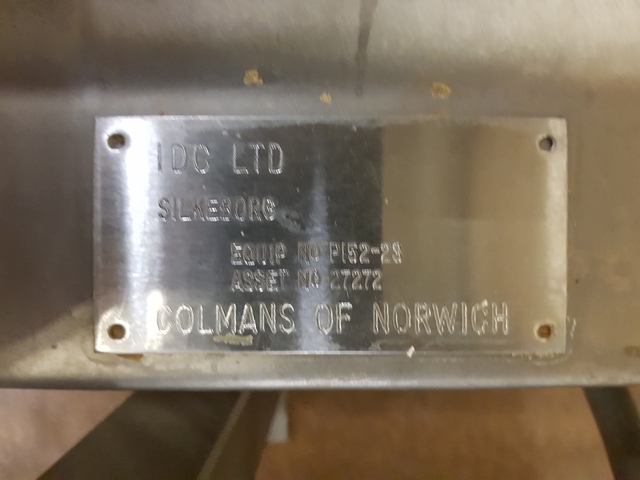 IDC LTD
SILKEBORG
EQUIP NO P152-23
ASSET NO 27272
COLMANS OF NORWICH